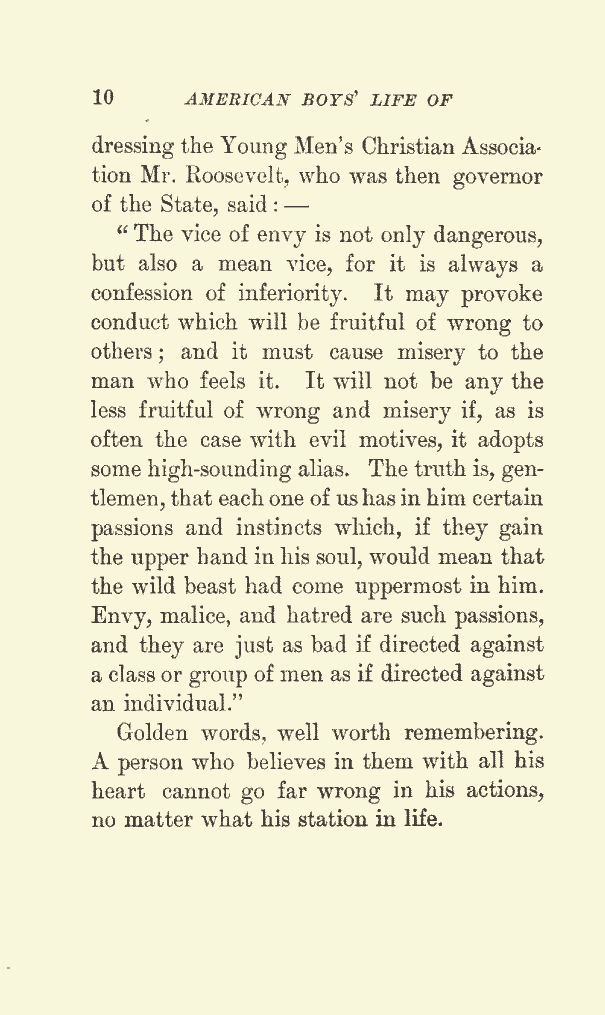 10 AMERICAN BOYS' LIFE OF
dressing the Young Men's Christian Associa-
tion Mr. Roosevelt, who was then governor
of the State, said: —
"The vice of envy is not only dangerous,
but also a mean vice, for it is always a
confession of inferiority. It may provoke
conduct which will be fruitful of wrong to
others; and it must cause misery to the
man who feels it. It will not be any the
less fruitful of wrong and misery if, as is
often the case with evil motives, it adopts
some high-sounding alias. The truth is, gen-
tlemen, that each one of us has in him certain
passions and instincts which, if they gain
the upper hand in his soul, would mean that
the wild beast had come uppermost in him.
Envy, malice, and hatred are such passions,
and they are just as bad if directed against
a class or group of men as if directed against
an individual."
Golden words, well worth remembering.
A person who believes in them with all his
heart cannot go far wrong in his actions,
no matter what his station in life.